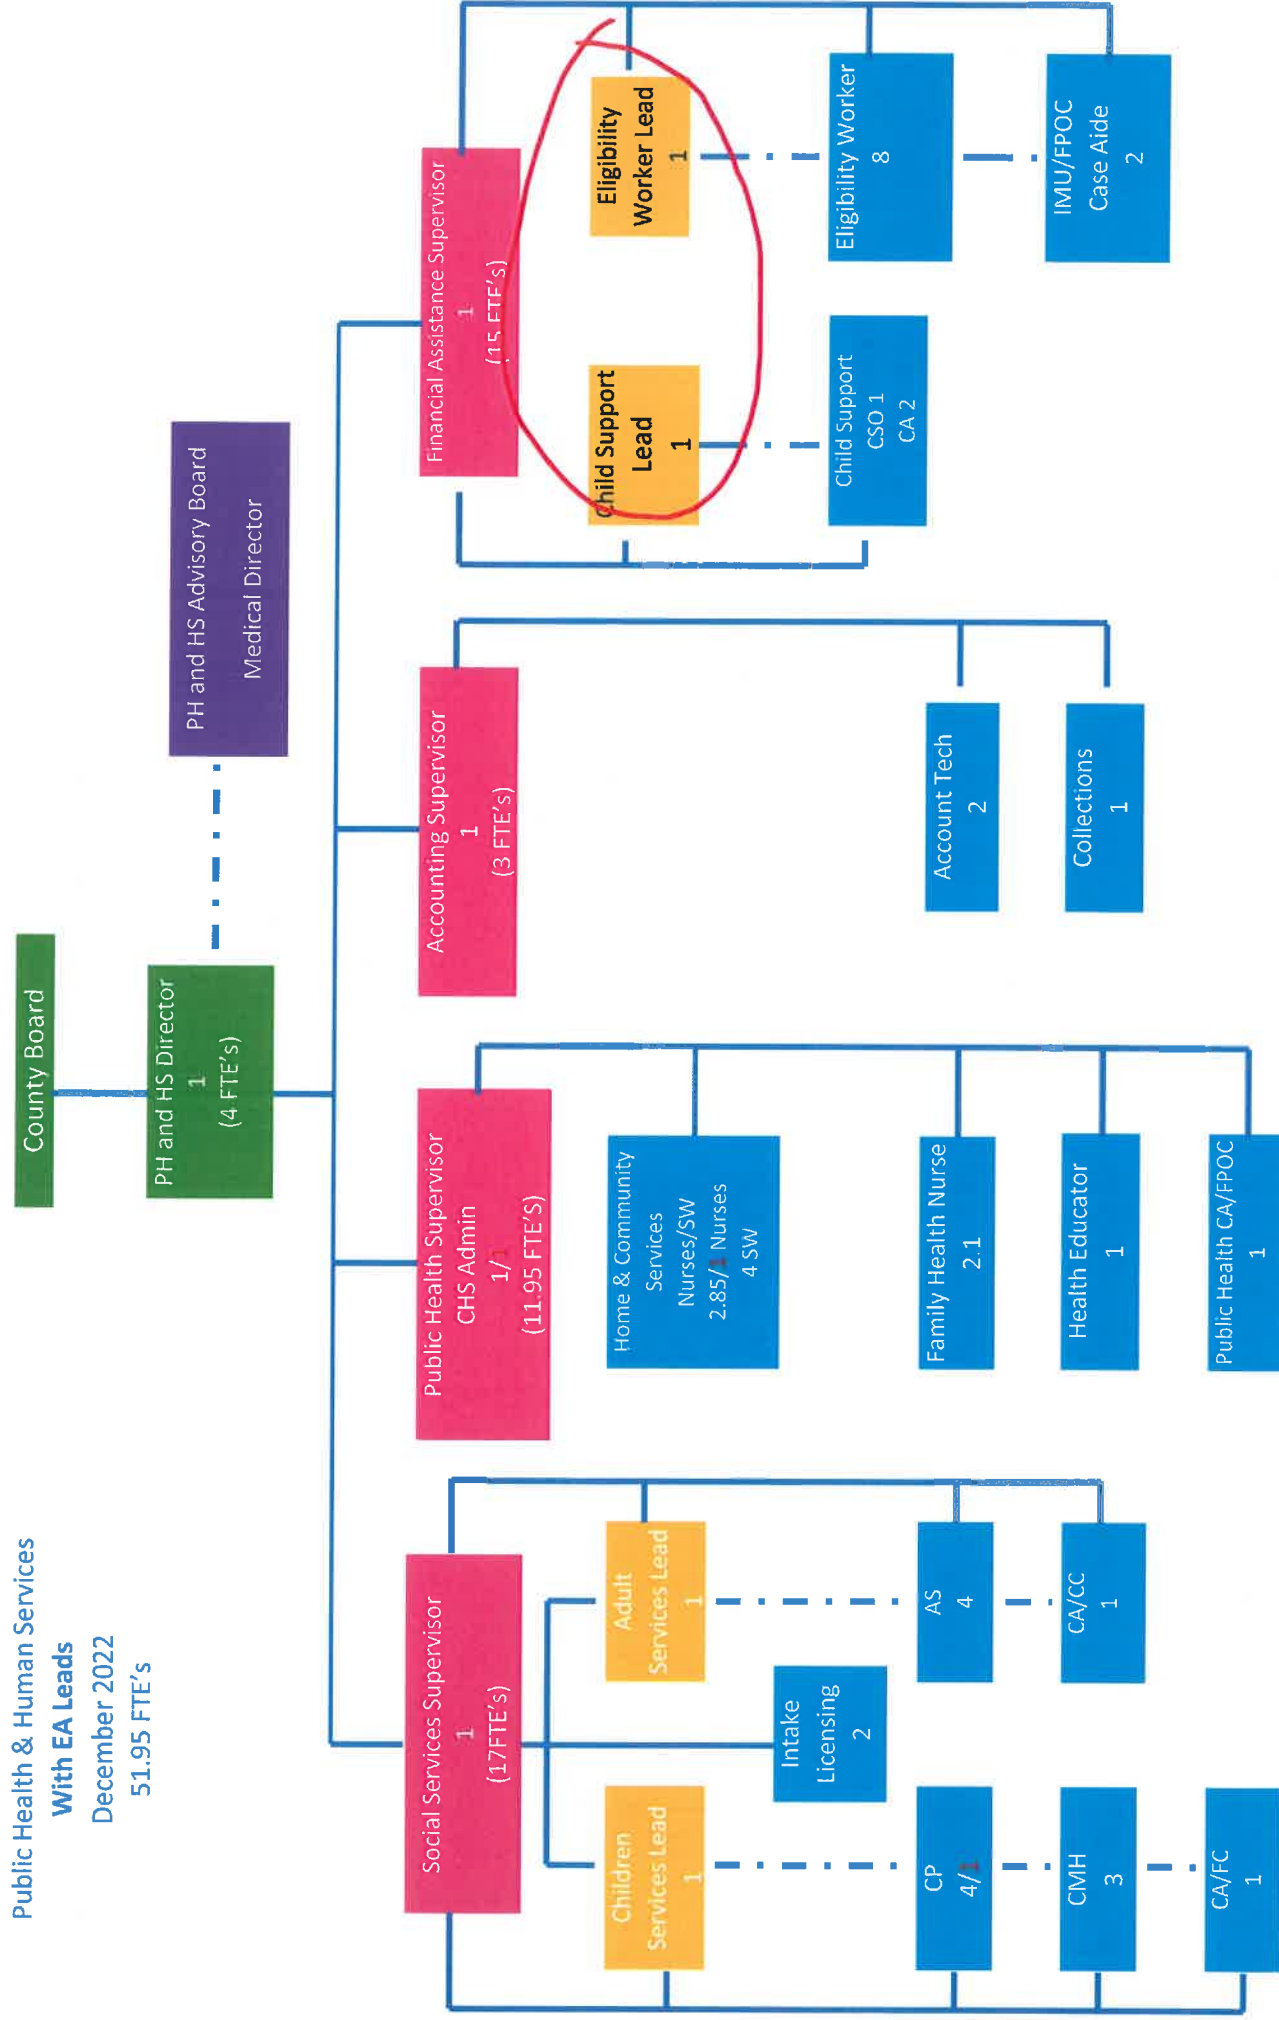 Public Health & Human Services
With EA Leads
December 2022
51.95 FTE's
County Board
PH and HS Director
1
(4 FTE's)
PH and HS Advisory Board
Medical Director
Social Services Supervisor
1
(17FTE's)
Children
Services Lead
1
Adult
Services Lead
1
Intake
Licensing
2
CP
4/1
CMH
3
CA/FC
1
AS
4
CA/CC
1
Public Health Supervisor
CHS Admin
1/1
(11.95 FTE'S)
Home & Community
Services
Nurses/SW
2.85/1 Nurses
4 SW
Family Health Nurse
2.1
Health Educator
1
Public Health CA/FPOC
1
Accounting Supervisor
1
(3 FTE's)
Account Tech
2
Collections
1
Financial Assistance Supervisor
1
(15 FTE's)
Child Support
Lead
1
Eligibility
Worker Lead
1
Child Support
CSO 1
CA 2
Eligibility Worker
8
IMU/FPOC
Case Aide
2